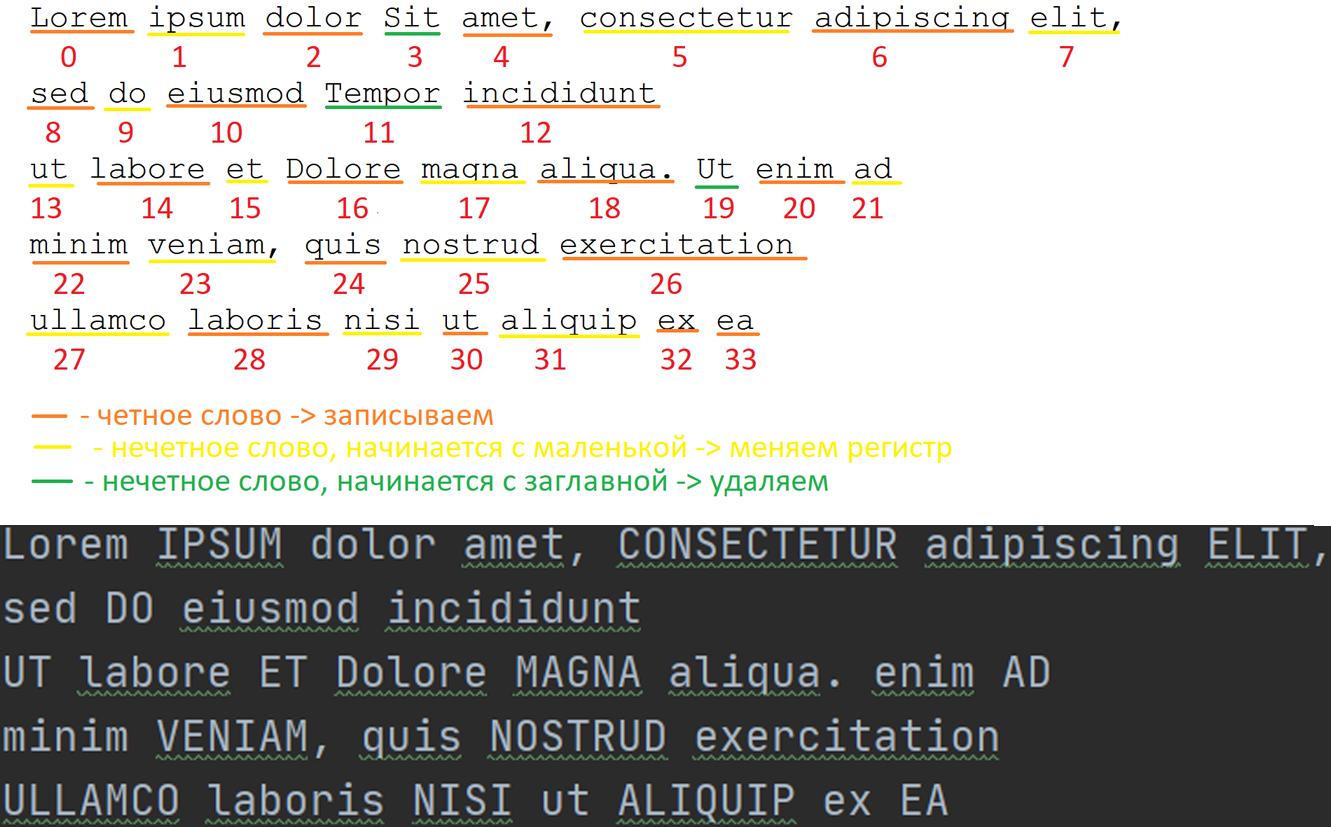 Lorem ipsum dolor Sit amet, consectetur adipiscing elit,
0 1 2 3 4 5 6 7
sed do eiusmod Tempor incididunt
8 9 10 11 12
ut labore et Dolore magna aliqua. Ut enim ad
13 14 15 16 17 18 19 20 21
minim veniam, quis nostrud exercitation
22 23 24 25 26
ullamco laboris nisi ut aliquip ex ea
27 28 29 30 31 32 33
- четное слово -> записываем
- нечетное слово, начинается с маленькой -> меняем регистр
- нечетное слово, начинается с заглавной -> удаляем
Lorem IPSUM dolor amet, CONSECTETUR adipiscing ELIT,
sed DO eiusmod incididunt
UT labore ET Dolore MAGNA aliqua. enim AD
minim VENIAM, quis NOSTRUD exercitation
ULLAMCO laboris NISI ut ALIQUIP ex EA